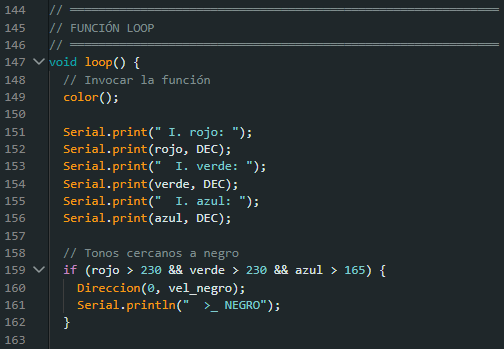 144 // ════════════════════════════════════════════════════════════
145 // FUNCIÓN LOOP
146 // ════════════════════════════════════════════════════════════
147 void loop() {
148   // Invocar la función
149   color();
150
151   Serial.print(" I. rojo: ");
152   Serial.print(rojo, DEC);
153   Serial.print("  I. verde: ");
154   Serial.print(verde, DEC);
155   Serial.print("  I. azul: ");
156   Serial.print(azul, DEC);
157
158   // Tonos cercanos a negro
159   if (rojo > 230 && verde > 230 && azul > 165) {
160     Direccion(0, vel_negro);
161     Serial.println("  >_ NEGRO");
162   }
163